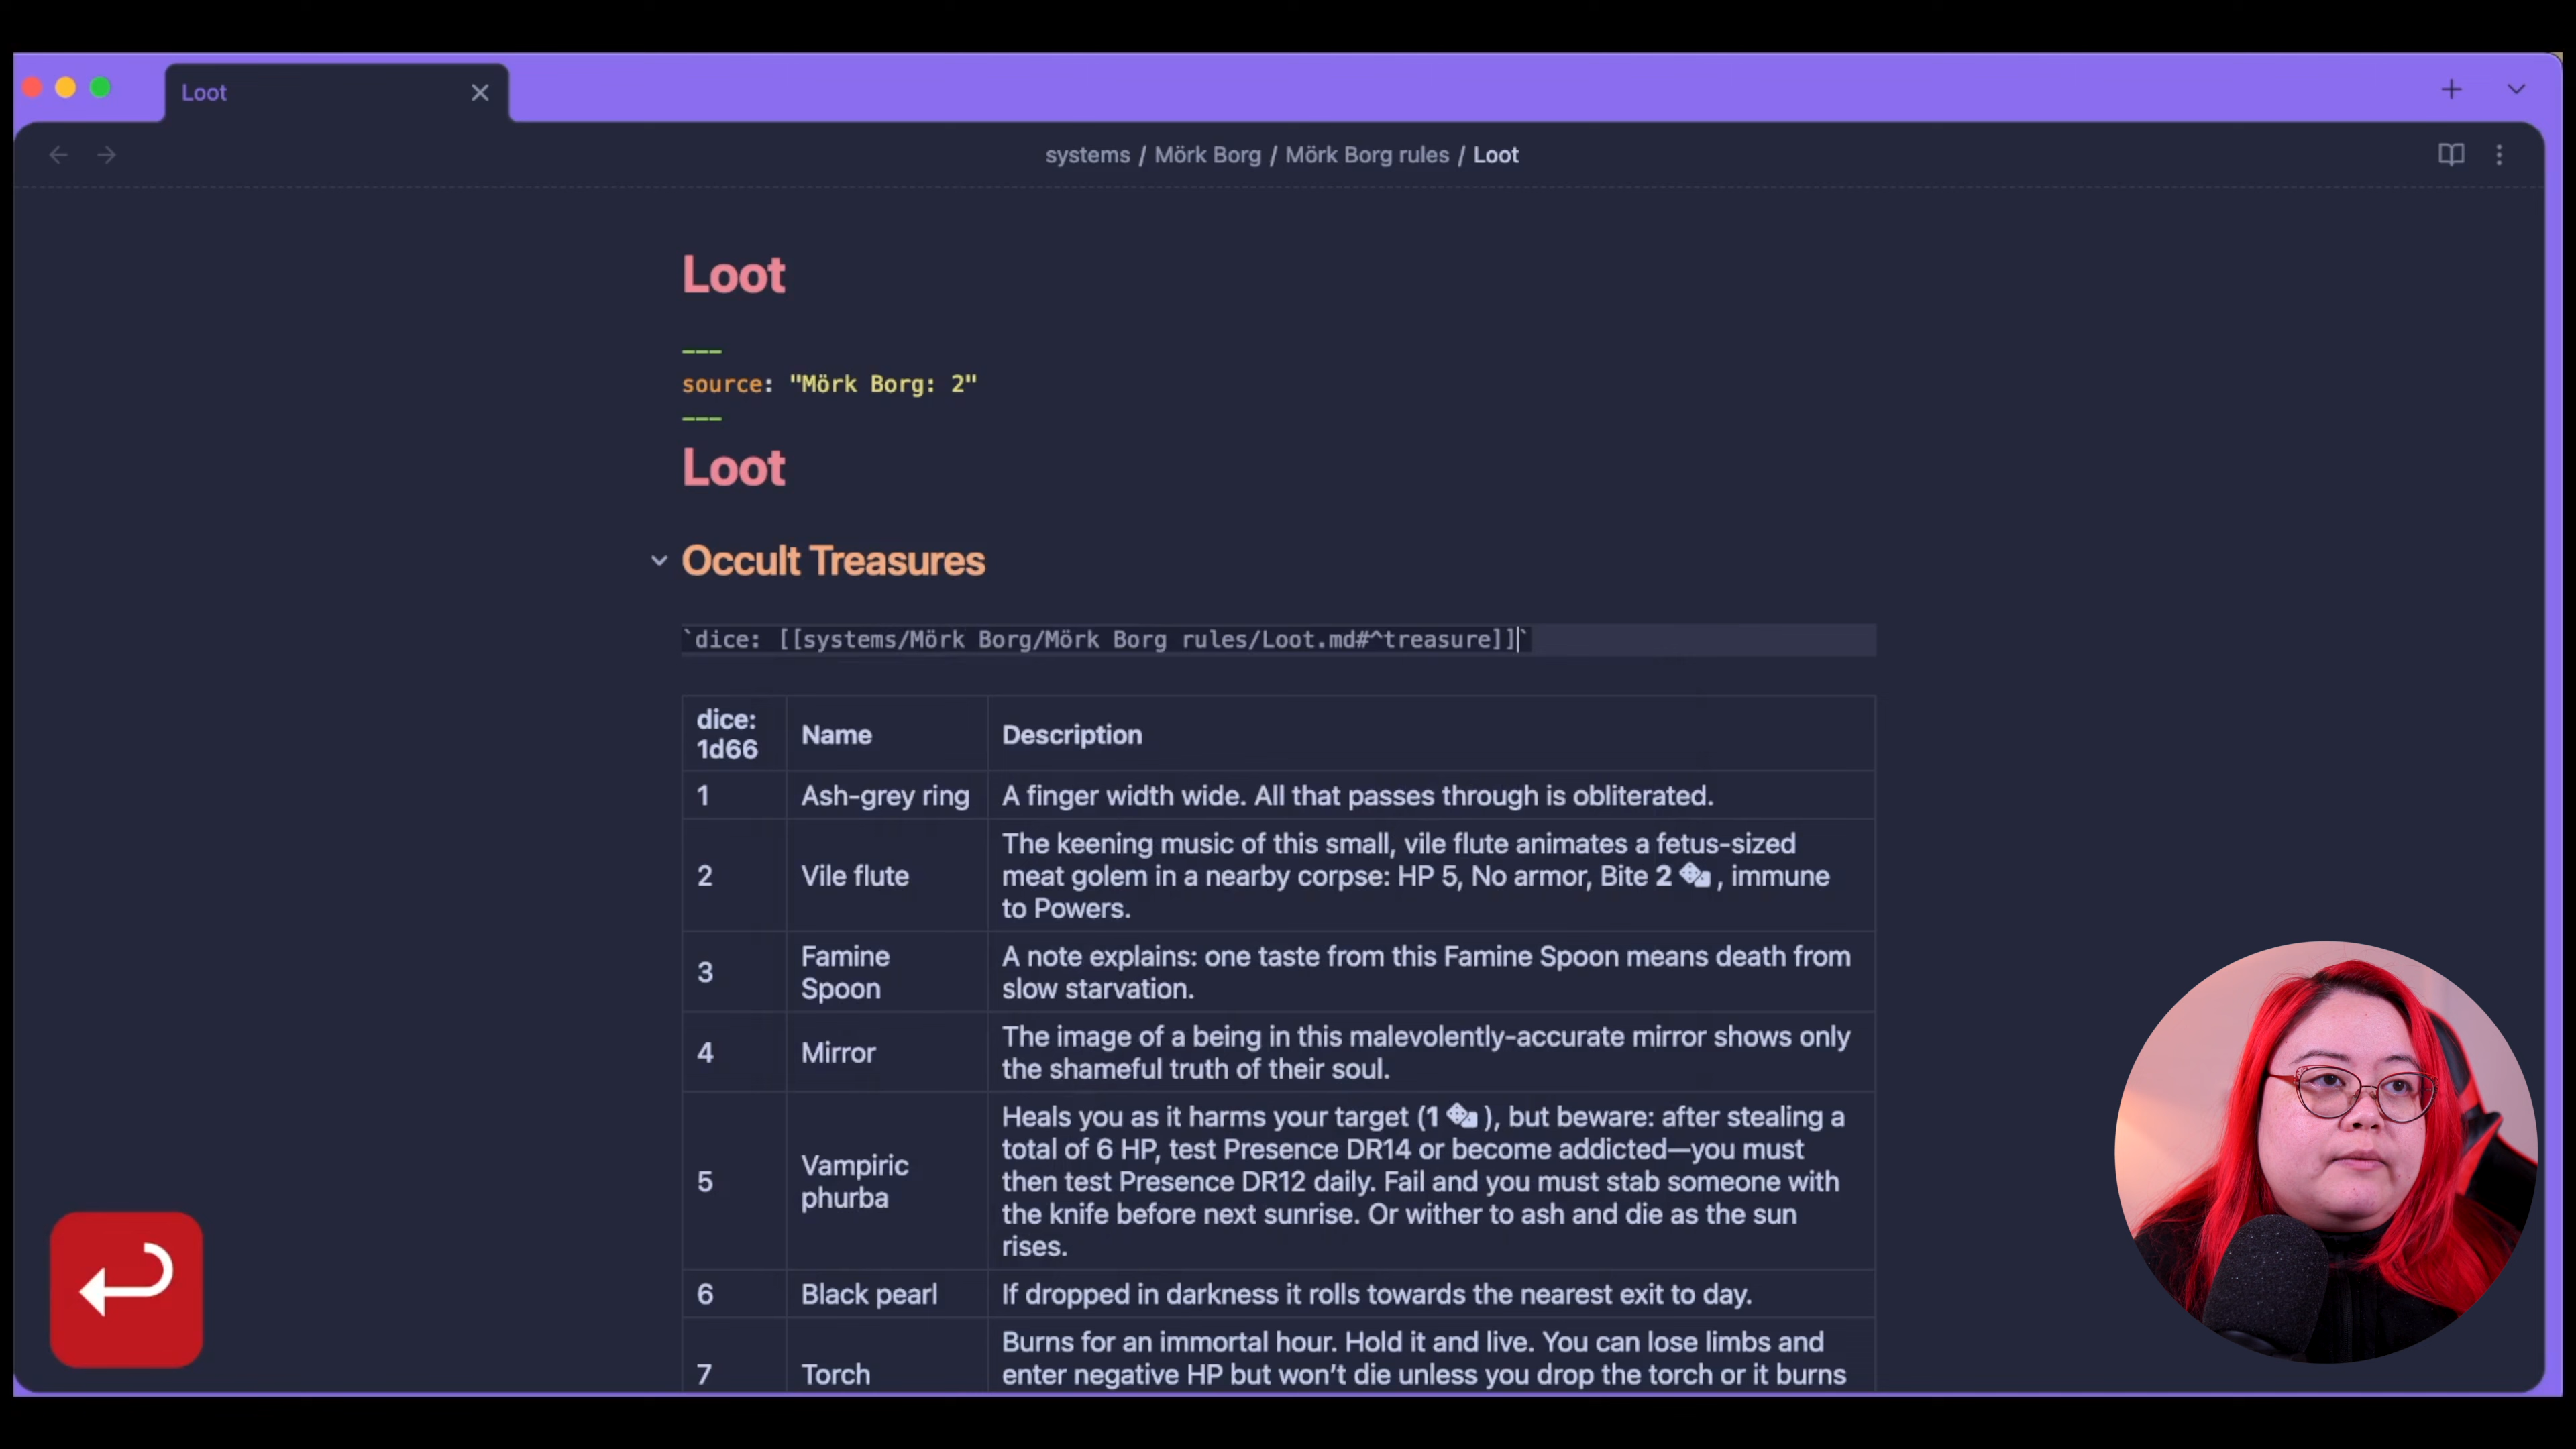 Loot
systems / Mörk Borg / Mörk Borg rules / Loot
Loot
---
source: "Mörk Borg: 2"
---
Loot
Occult Treasures
`dice: [[systems/Mörk Borg/Mörk Borg rules/Loot.md#^treasure]]`
dice:
1d66
Name
Description
1
Ash-grey ring
A finger width wide. All that passes through is obliterated.
2
Vile flute
The keening music of this small, vile flute animates a fetus-sized
meat golem in a nearby corpse: HP 5, No armor, Bite 2 , immune
to Powers.
3
Famine
Spoon
A note explains: one taste from this Famine Spoon means death from
slow starvation.
4
Mirror
The image of a being in this malevolently-accurate mirror shows only
the shameful truth of their soul.
5
Vampiric
phurba
Heals you as it harms your target (1 ), but beware: after stealing a
total of 6 HP, test Presence DR14 or become addicted—you must
then test Presence DR12 daily. Fail and you must stab someone with
the knife before next sunrise. Or wither to ash and die as the sun
rises.
6
Black pearl
If dropped in darkness it rolls towards the nearest exit to day.
7
Torch
Burns for an immortal hour. Hold it and live. You can lose limbs and
enter negative HP but won't die unless you drop the torch or it burns